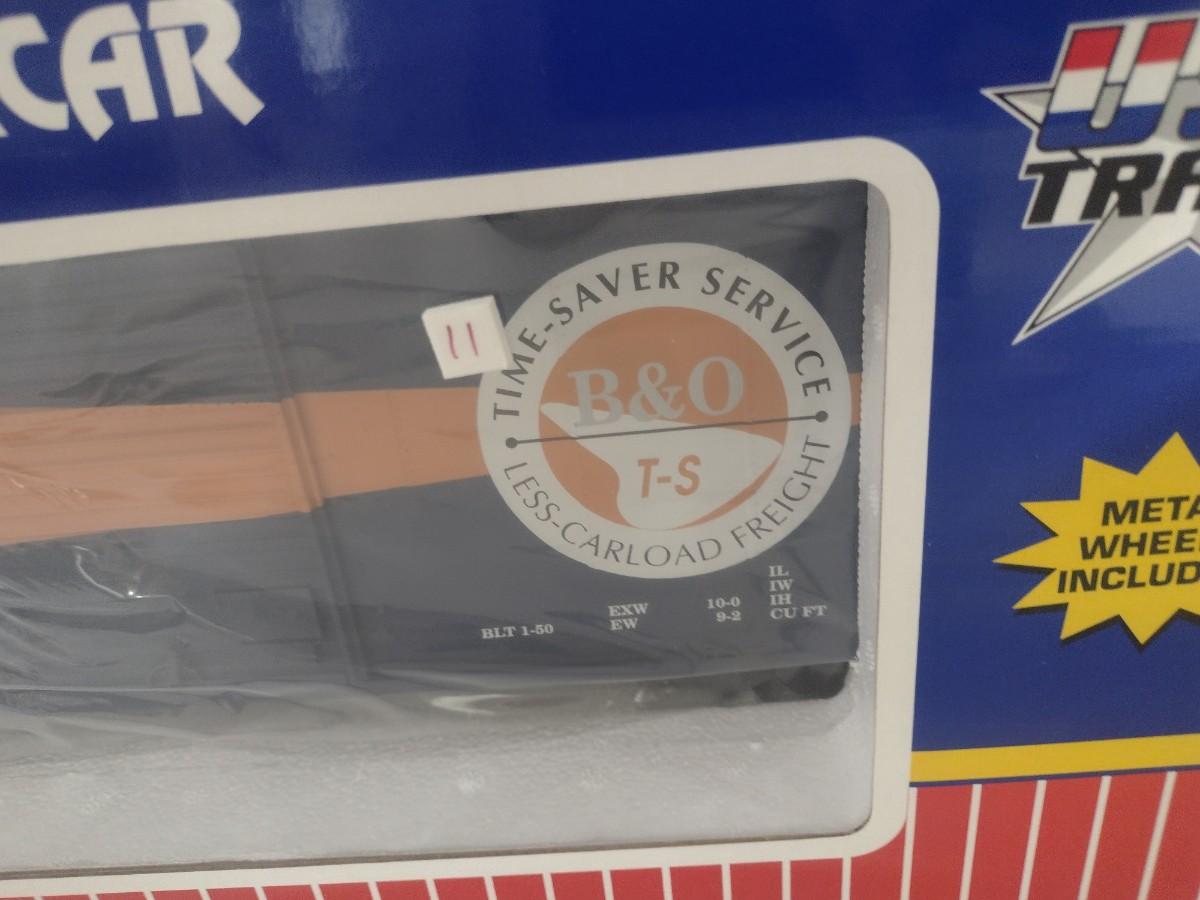 CAR
US
TRA
11
TIME-SAVER SERVICE
B&O
T-S
LESS-CARLOAD FREIGHT
BLT 1-50
EXW 10-0
EW 9-2
IL
IW
IH
CU FT
META
WHEE
INCLUD